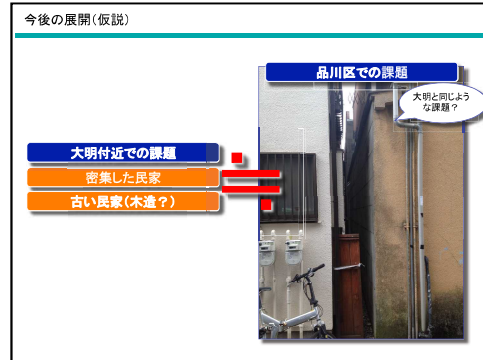 今後の展開(仮説)
品川区での課題
大明と同じよう
な課題？
大明付近での課題
密集した民家
古い民家(木造？)